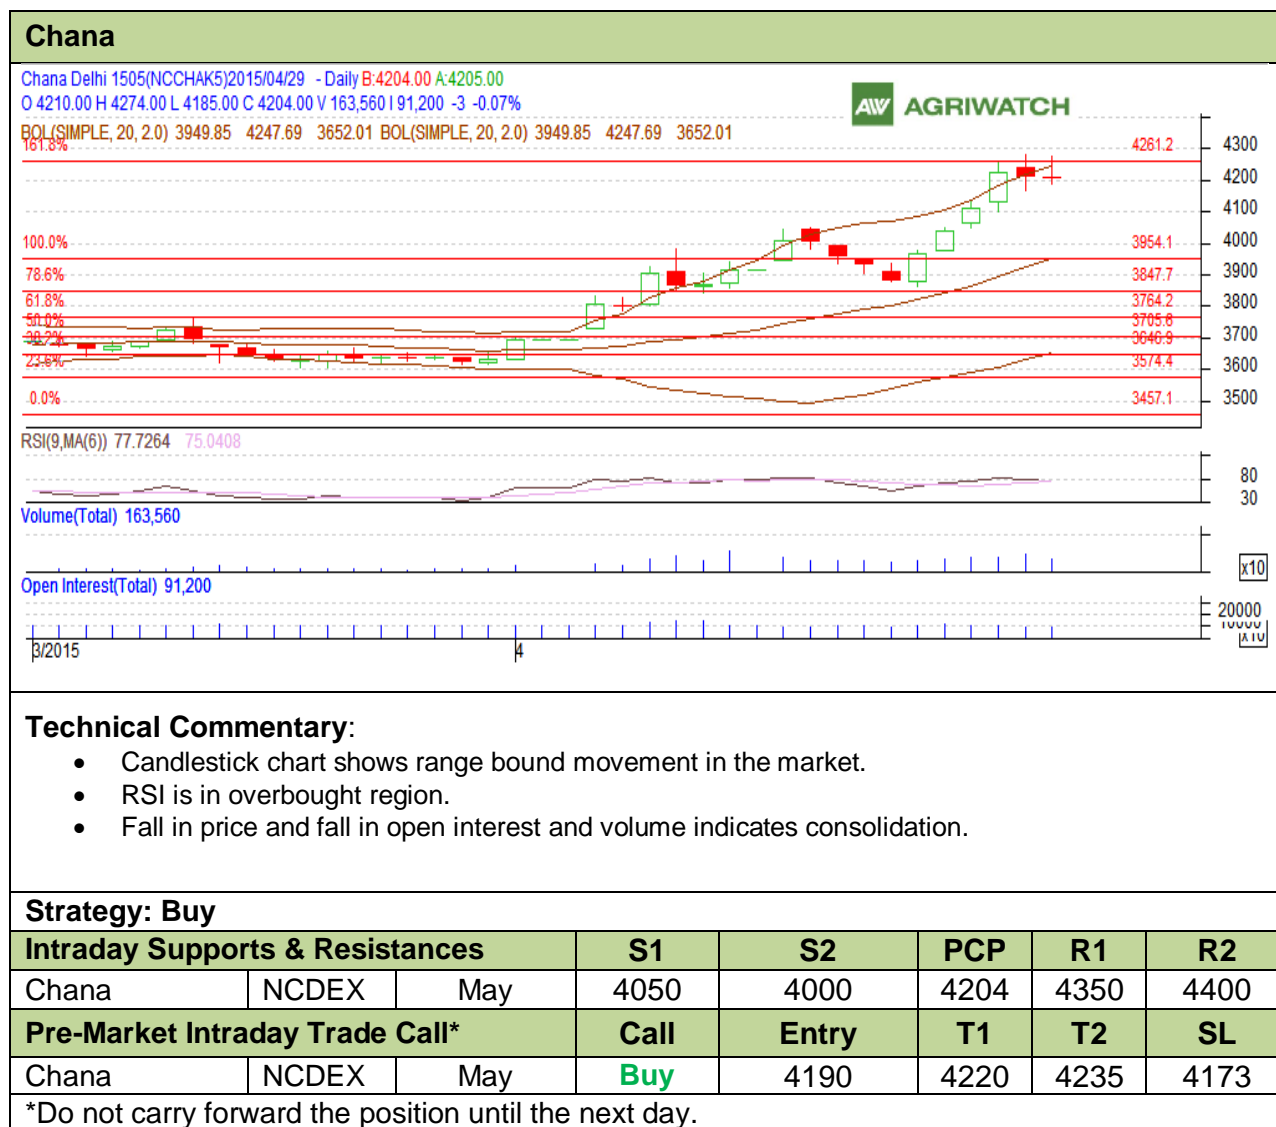 Chana
Chana Delhi 1505(NCCHAK5)2015/04/29 - Daily B:4204.00 A:4205.00
O 4210.00 H 4274.00 L 4185.00 C 4204.00 V 163,560 I 91,200 -3 -0.07%
AW AGRIWATCH
BOL(SIMPLE, 20, 2.0) 3949.85 4247.69 3652.01 BOL(SIMPLE, 20, 2.0) 3949.85 4247.69 3652.01
161.8% 4261.2 4300
4200
4100
100.0% 3954.1 4000
78.6% 3847.7 3900
61.8% 3764.2 3800
50.0% 3705.6 3700
38.2% 3646.9
23.6% 3574.4 3600
0.0% 3457.1 3500
RSI(9,MA(6)) 77.7264 75.0408
80
30
Volume(Total) 163,560
x10
Open Interest(Total) 91,200
20000
10000
x10
3/2015 4
Technical Commentary:
• Candlestick chart shows range bound movement in the market.
• RSI is in overbought region.
• Fall in price and fall in open interest and volume indicates consolidation.
Strategy: Buy
Intraday Supports & Resistances S1 S2 PCP R1 R2
Chana NCDEX May 4050 4000 4204 4350 4400
Pre-Market Intraday Trade Call* Call Entry T1 T2 SL
Chana NCDEX May Buy 4190 4220 4235 4173
*Do not carry forward the position until the next day.